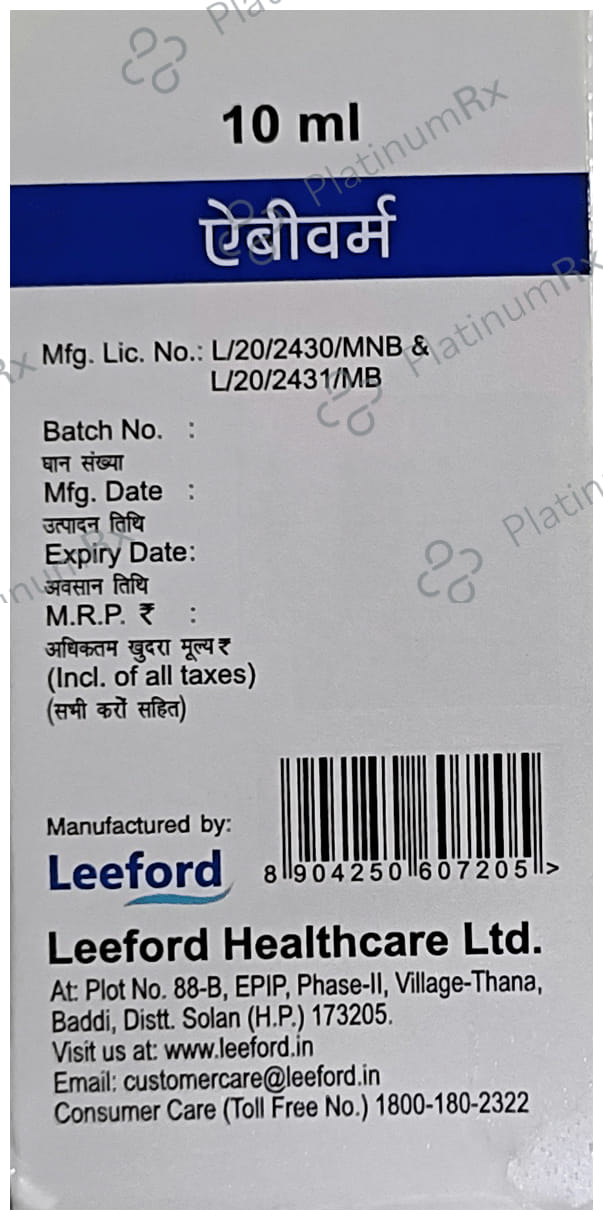 10 ml
ऐबीवर्म
Mfg. Lic. No.: L/20/2430/MNB &
L/20/2431/MB
Batch No. :
घान संख्या
Mfg. Date :
उत्पादन तिथि
Expiry Date:
अवसान तिथि
M.R.P. ₹ :
अधिकतम खुदरा मूल्य ₹
(Incl. of all taxes)
(सभी करों सहित)
Manufactured by:
Leeford
8 904250 607205 >
Leeford Healthcare Ltd.
At: Plot No. 88-B, EPIP, Phase-II, Village-Thana,
Baddi, Distt. Solan (H.P.) 173205.
Visit us at: www.leeford.in
Email: customercare@leeford.in
Consumer Care (Toll Free No.) 1800-180-2322
PlatinumRx
PlatinumRx